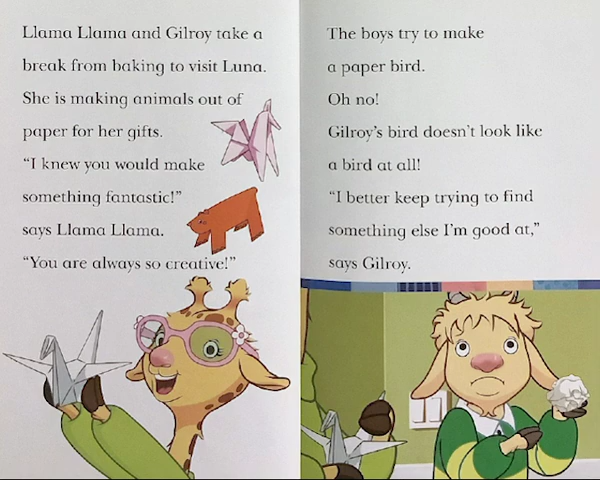 Llama Llama and Gilroy take a
break from baking to visit Luna.
She is making animals out of
paper for her gifts.
“I knew you would make
something fantastic!”
says Llama Llama.
“You are always so creative!”
The boys try to make
a paper bird.
Oh no!
Gilroy’s bird doesn’t look like
a bird at all!
“I better keep trying to find
something else I’m good at,”
says Gilroy.